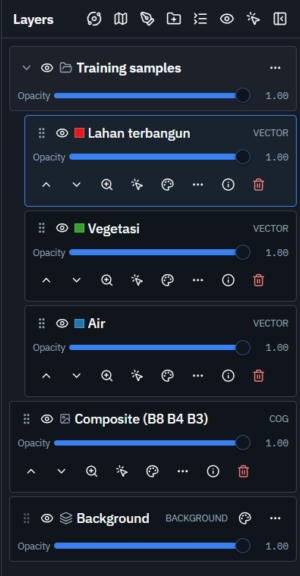 Layers
Training samples
Opacity 1.00
Lahan terbangun VECTOR
Opacity 1.00
Vegetasi VECTOR
Opacity 1.00
Air VECTOR
Opacity 1.00
Composite (B8 B4 B3) COG
Opacity 1.00
Background BACKGROUND
Opacity 1.00